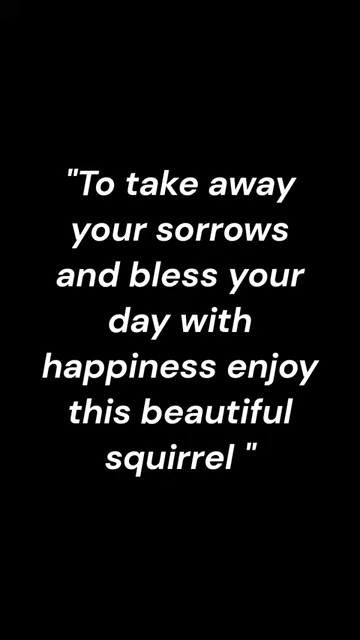 "To take away
your sorrows
and bless your
day with
happiness enjoy
this beautiful
squirrel "